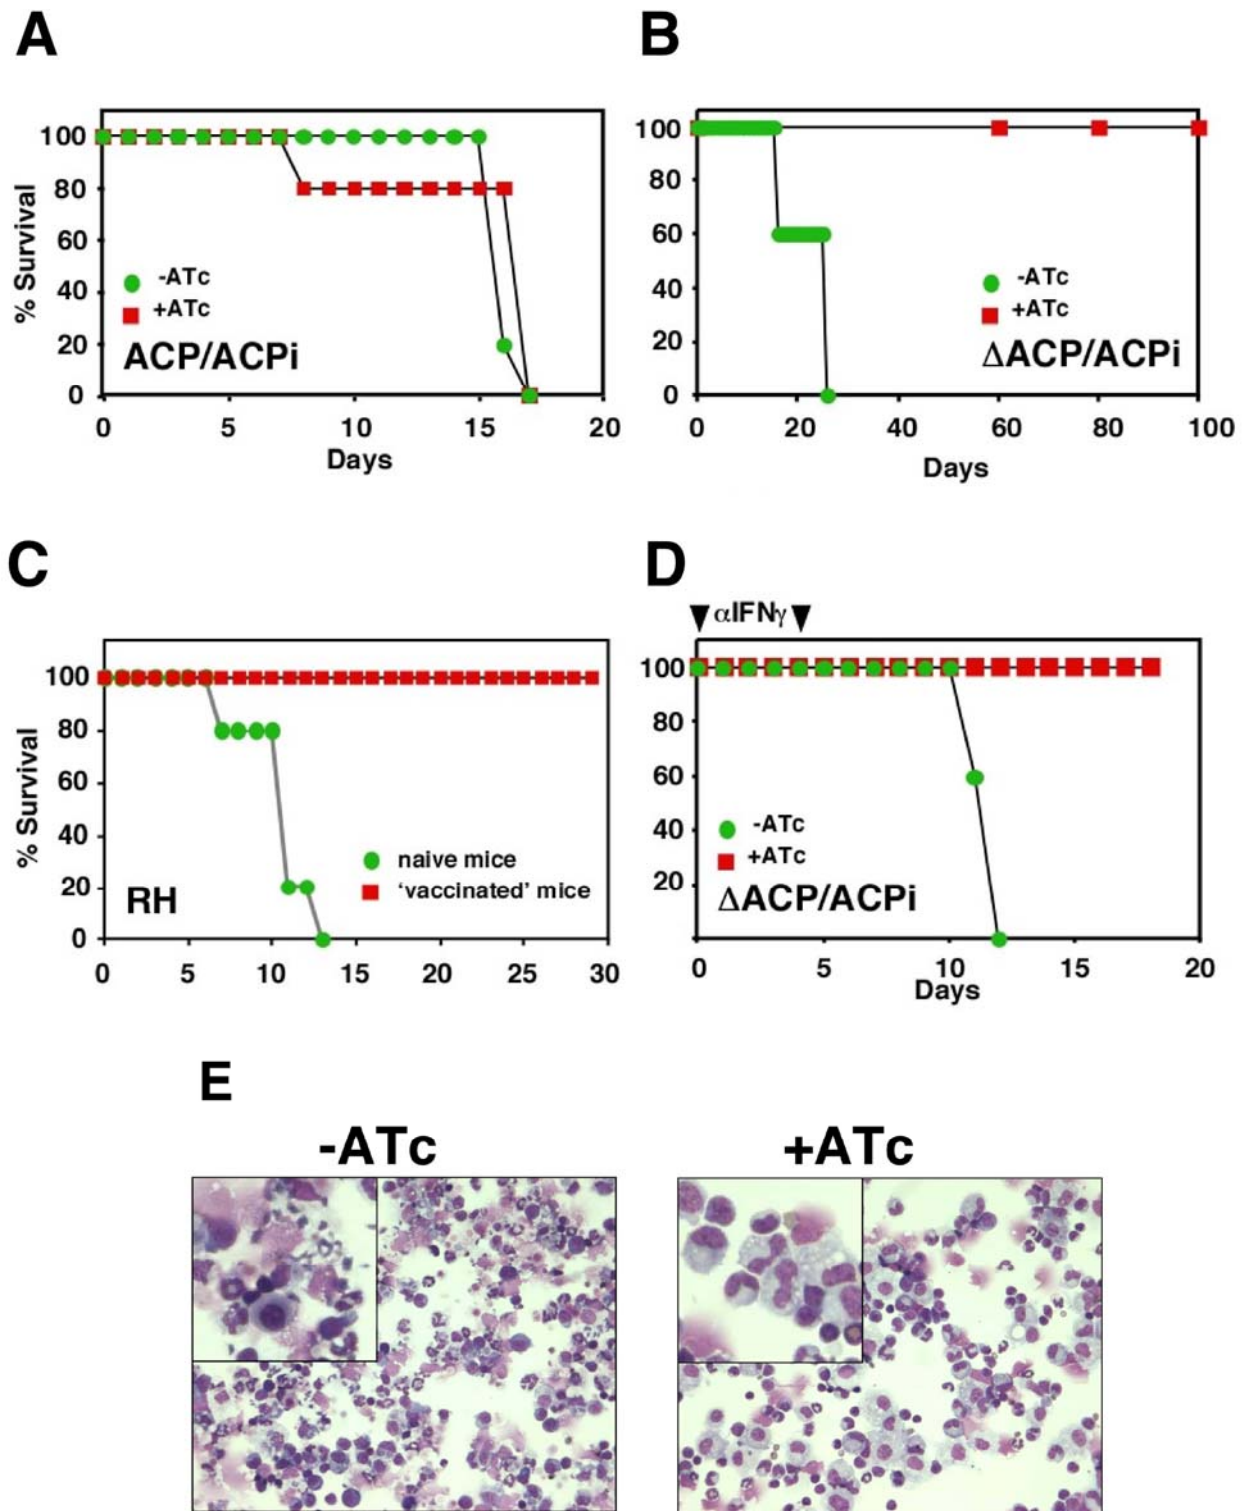 A
% Survival
100
80
60
40
20
0
-ATc
+ATc
ACP/ACPi
0 5 10 15 20
Days
B
100
80
60
40
20
0
-ATc
+ATc
ΔACP/ACPi
0 20 40 60 80 100
Days
C
% Survival
100
80
60
40
20
0
naive mice
'vaccinated' mice
RH
0 5 10 15 20 25 30
D
αIFNγ
100
80
60
40
20
-ATc
+ATc
ΔACP/ACPi
0 5 10 15 20
Days
E
-ATc
+ATc